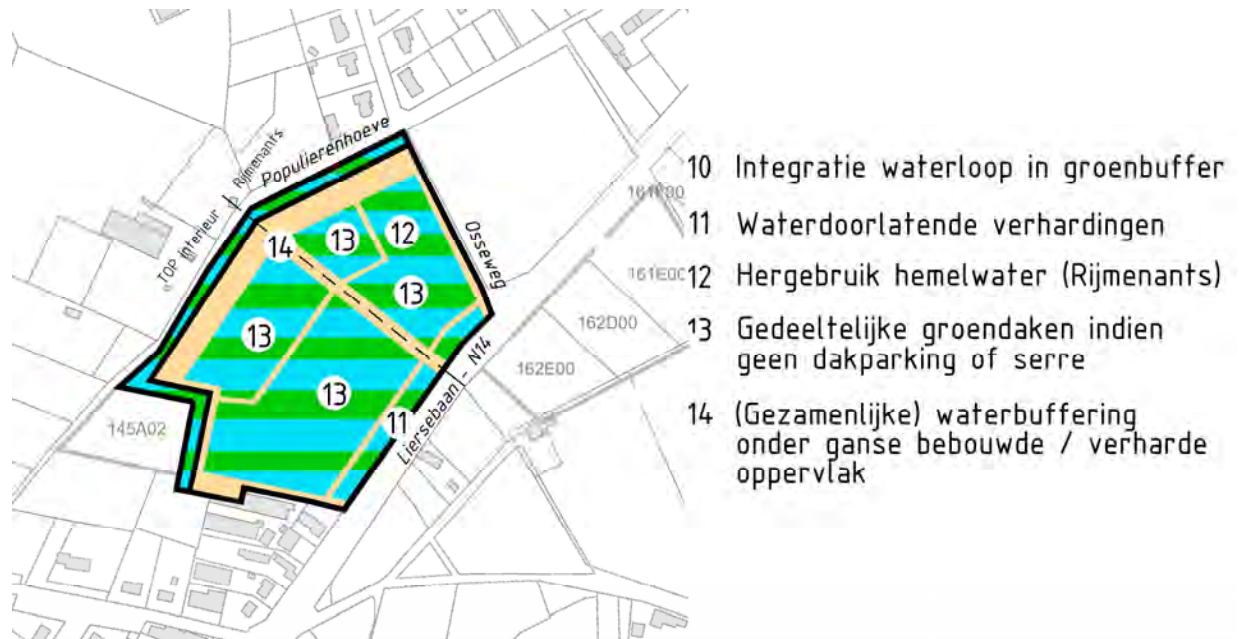 Populierenhoeve
Rijmenants
"TOP interieur
Osseweg
Liersebaan - N14
14
13
12
13
13
13
11
145A02
162D00
162E00
10 Integratie waterloop in groenbuffer
11 Waterdoorlatende verhardingen
12 Hergebruik hemelwater (Rijmenants)
13 Gedeeltelijke groendaken indien
geen dakparking of serre
14 (Gezamenlijke) waterbuffering
onder ganse bebouwde / verharde
oppervlak